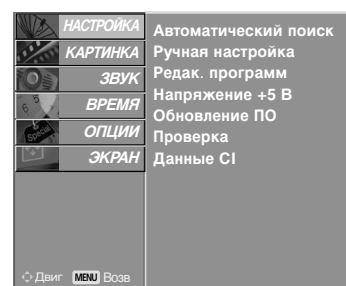 НАСТРОЙКА
КАРТИНКА
ЗВУК
ВРЕМЯ
ОПЦИИ
ЭКРАН
Автоматический поиск
Ручная настройка
Редак. программ
Напряжение +5 В
Обновление ПО
Проверка
Данные CI
Special
Двиг MENU Возв